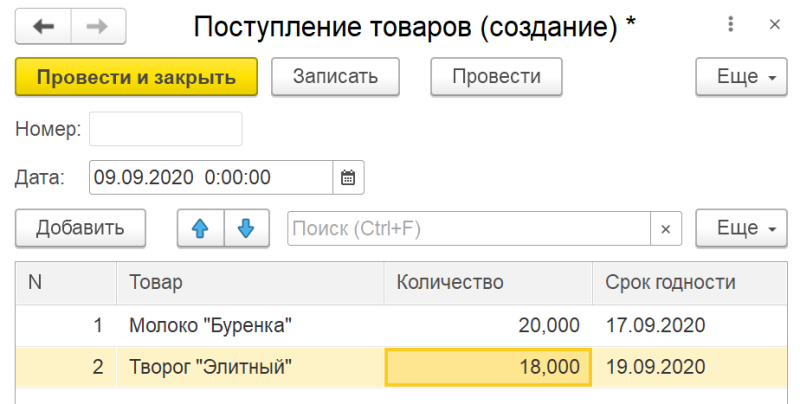 Поступление товаров (создание) *
Провести и закрыть Записать Провести Еще
Номер:
Дата: 09.09.2020 0:00:00
Добавить Поиск (Ctrl+F) × Еще
N Товар Количество Срок годности
1 Молоко "Буренка" 20,000 17.09.2020
2 Творог "Элитный" 18,000 19.09.2020